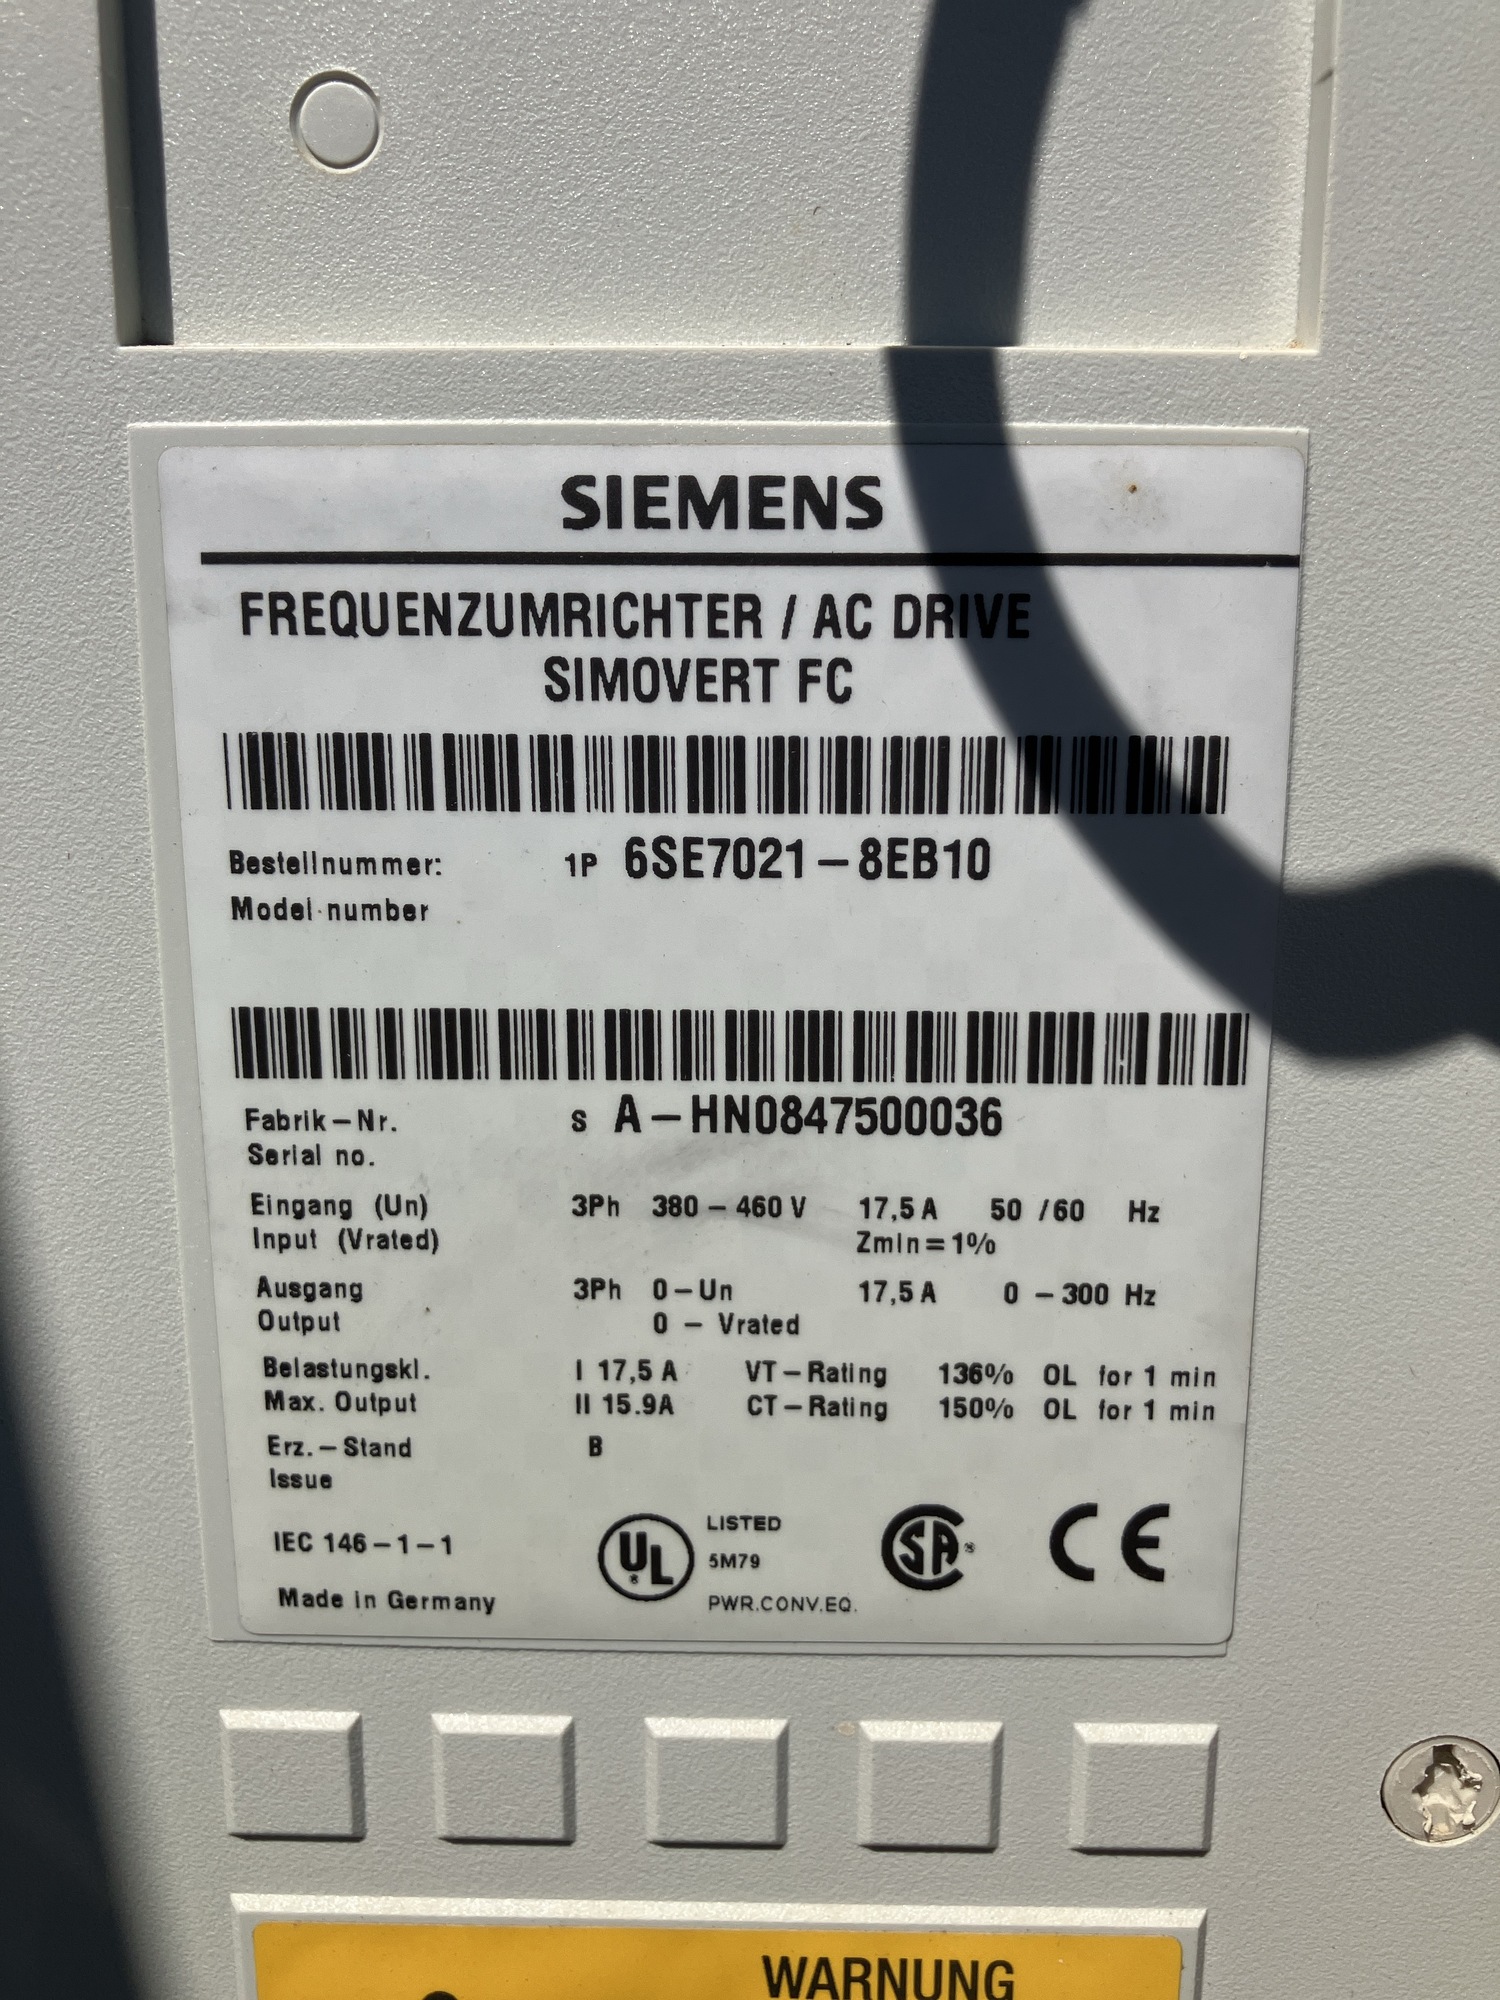 SIEMENS
FREQUENZUMRICHTER / AC DRIVE
SIMOVERT FC
Bestellnummer: 1P 6SE7021–8EB10
Model number
Fabrik–Nr. S A–HN0847500036
Serial no.
Eingang (Un) 3Ph 380–460 V 17,5 A 50 /60 Hz
Input (Vrated) Zmin=1%
Ausgang 3Ph 0–Un 17,5 A 0 –300 Hz
Output 0 – Vrated
Belastungskl. I 17,5 A VT–Rating 136% OL for 1 min
Max. Output II 15.9A CT–Rating 150% OL for 1 min
Erz.–Stand B
Issue
IEC 146–1–1
Made in Germany
UL ® LISTED
5M79
PWR.CONV.EQ.
SA ®
CE
WARNUNG